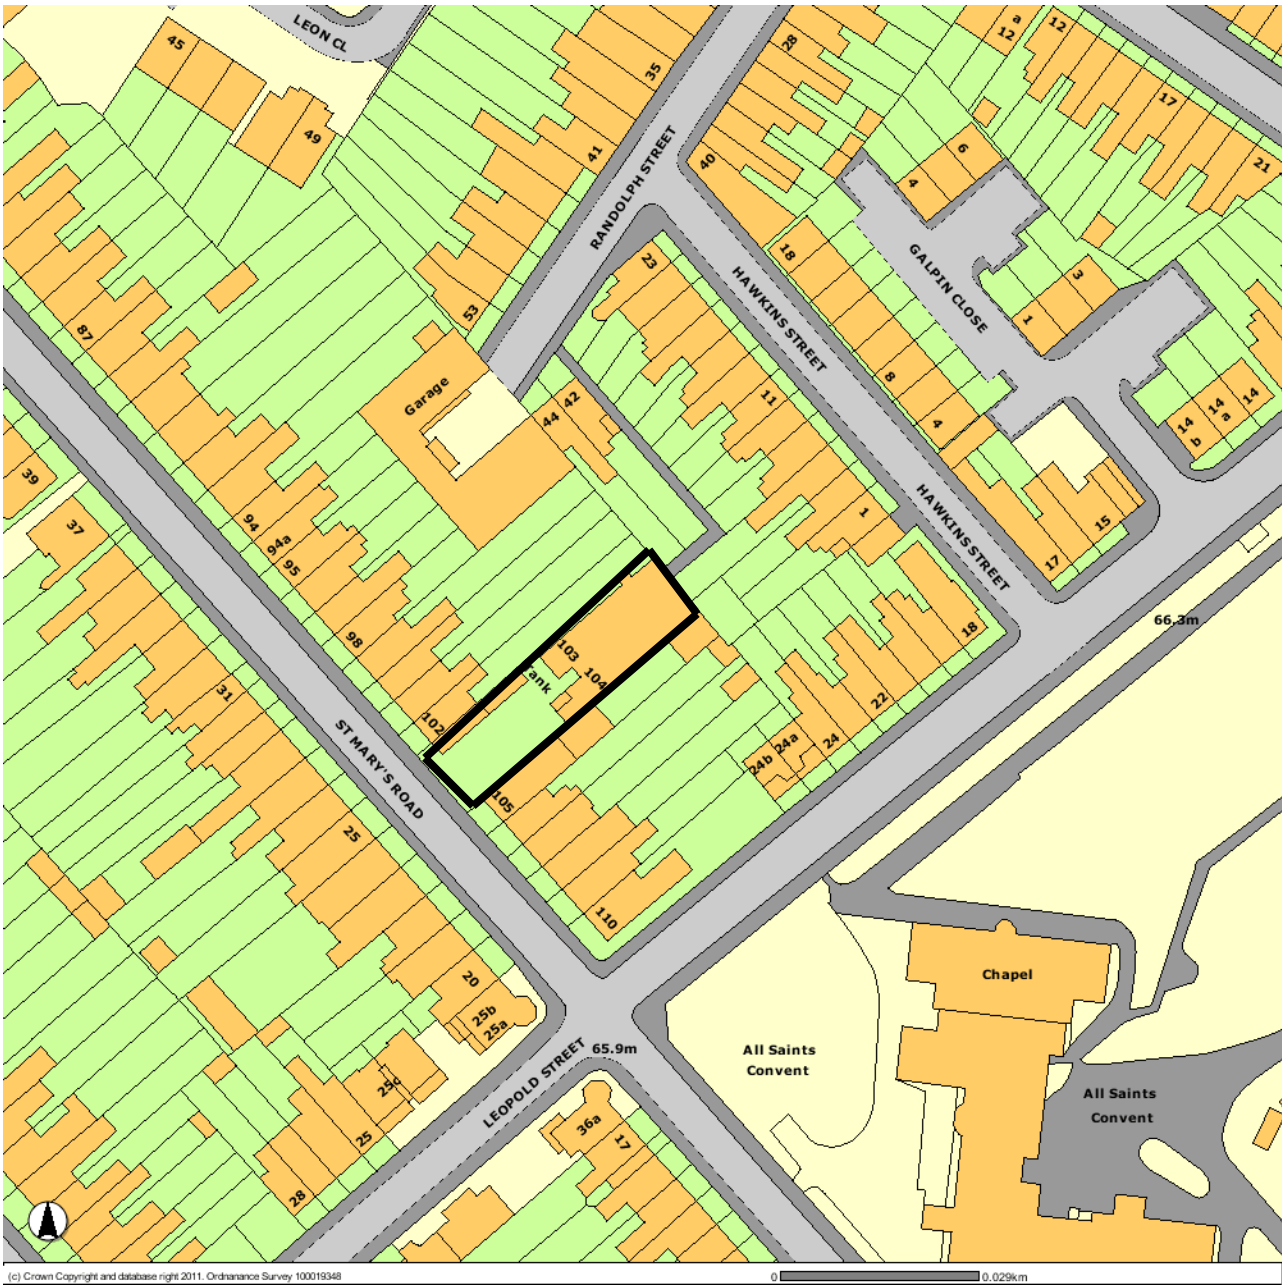 LEON CL
45
49
35
41
53
RANDOLPH STREET
28
40
a
12
12
17
21
6
4
18
GALPIN CLOSE
3
1
23
HAWKINS STREET
8
4
11
14
b
14
a
14
87
Garage
44
42
39
37
94
94a
95
98
1
HAWKINS STREET
17
15
66.3m
18
103
104
Tank
102
31
ST MARY'S ROAD
105
22
24
24a
24b
25
110
20
25b
25a
Chapel
65.9m
LEOPOLD STREET
All Saints
Convent
All Saints
Convent
25c
25
28
36a
17
(c) Crown Copyright and database right 2011. Ordnanance Survey 100019348
0
0.029km